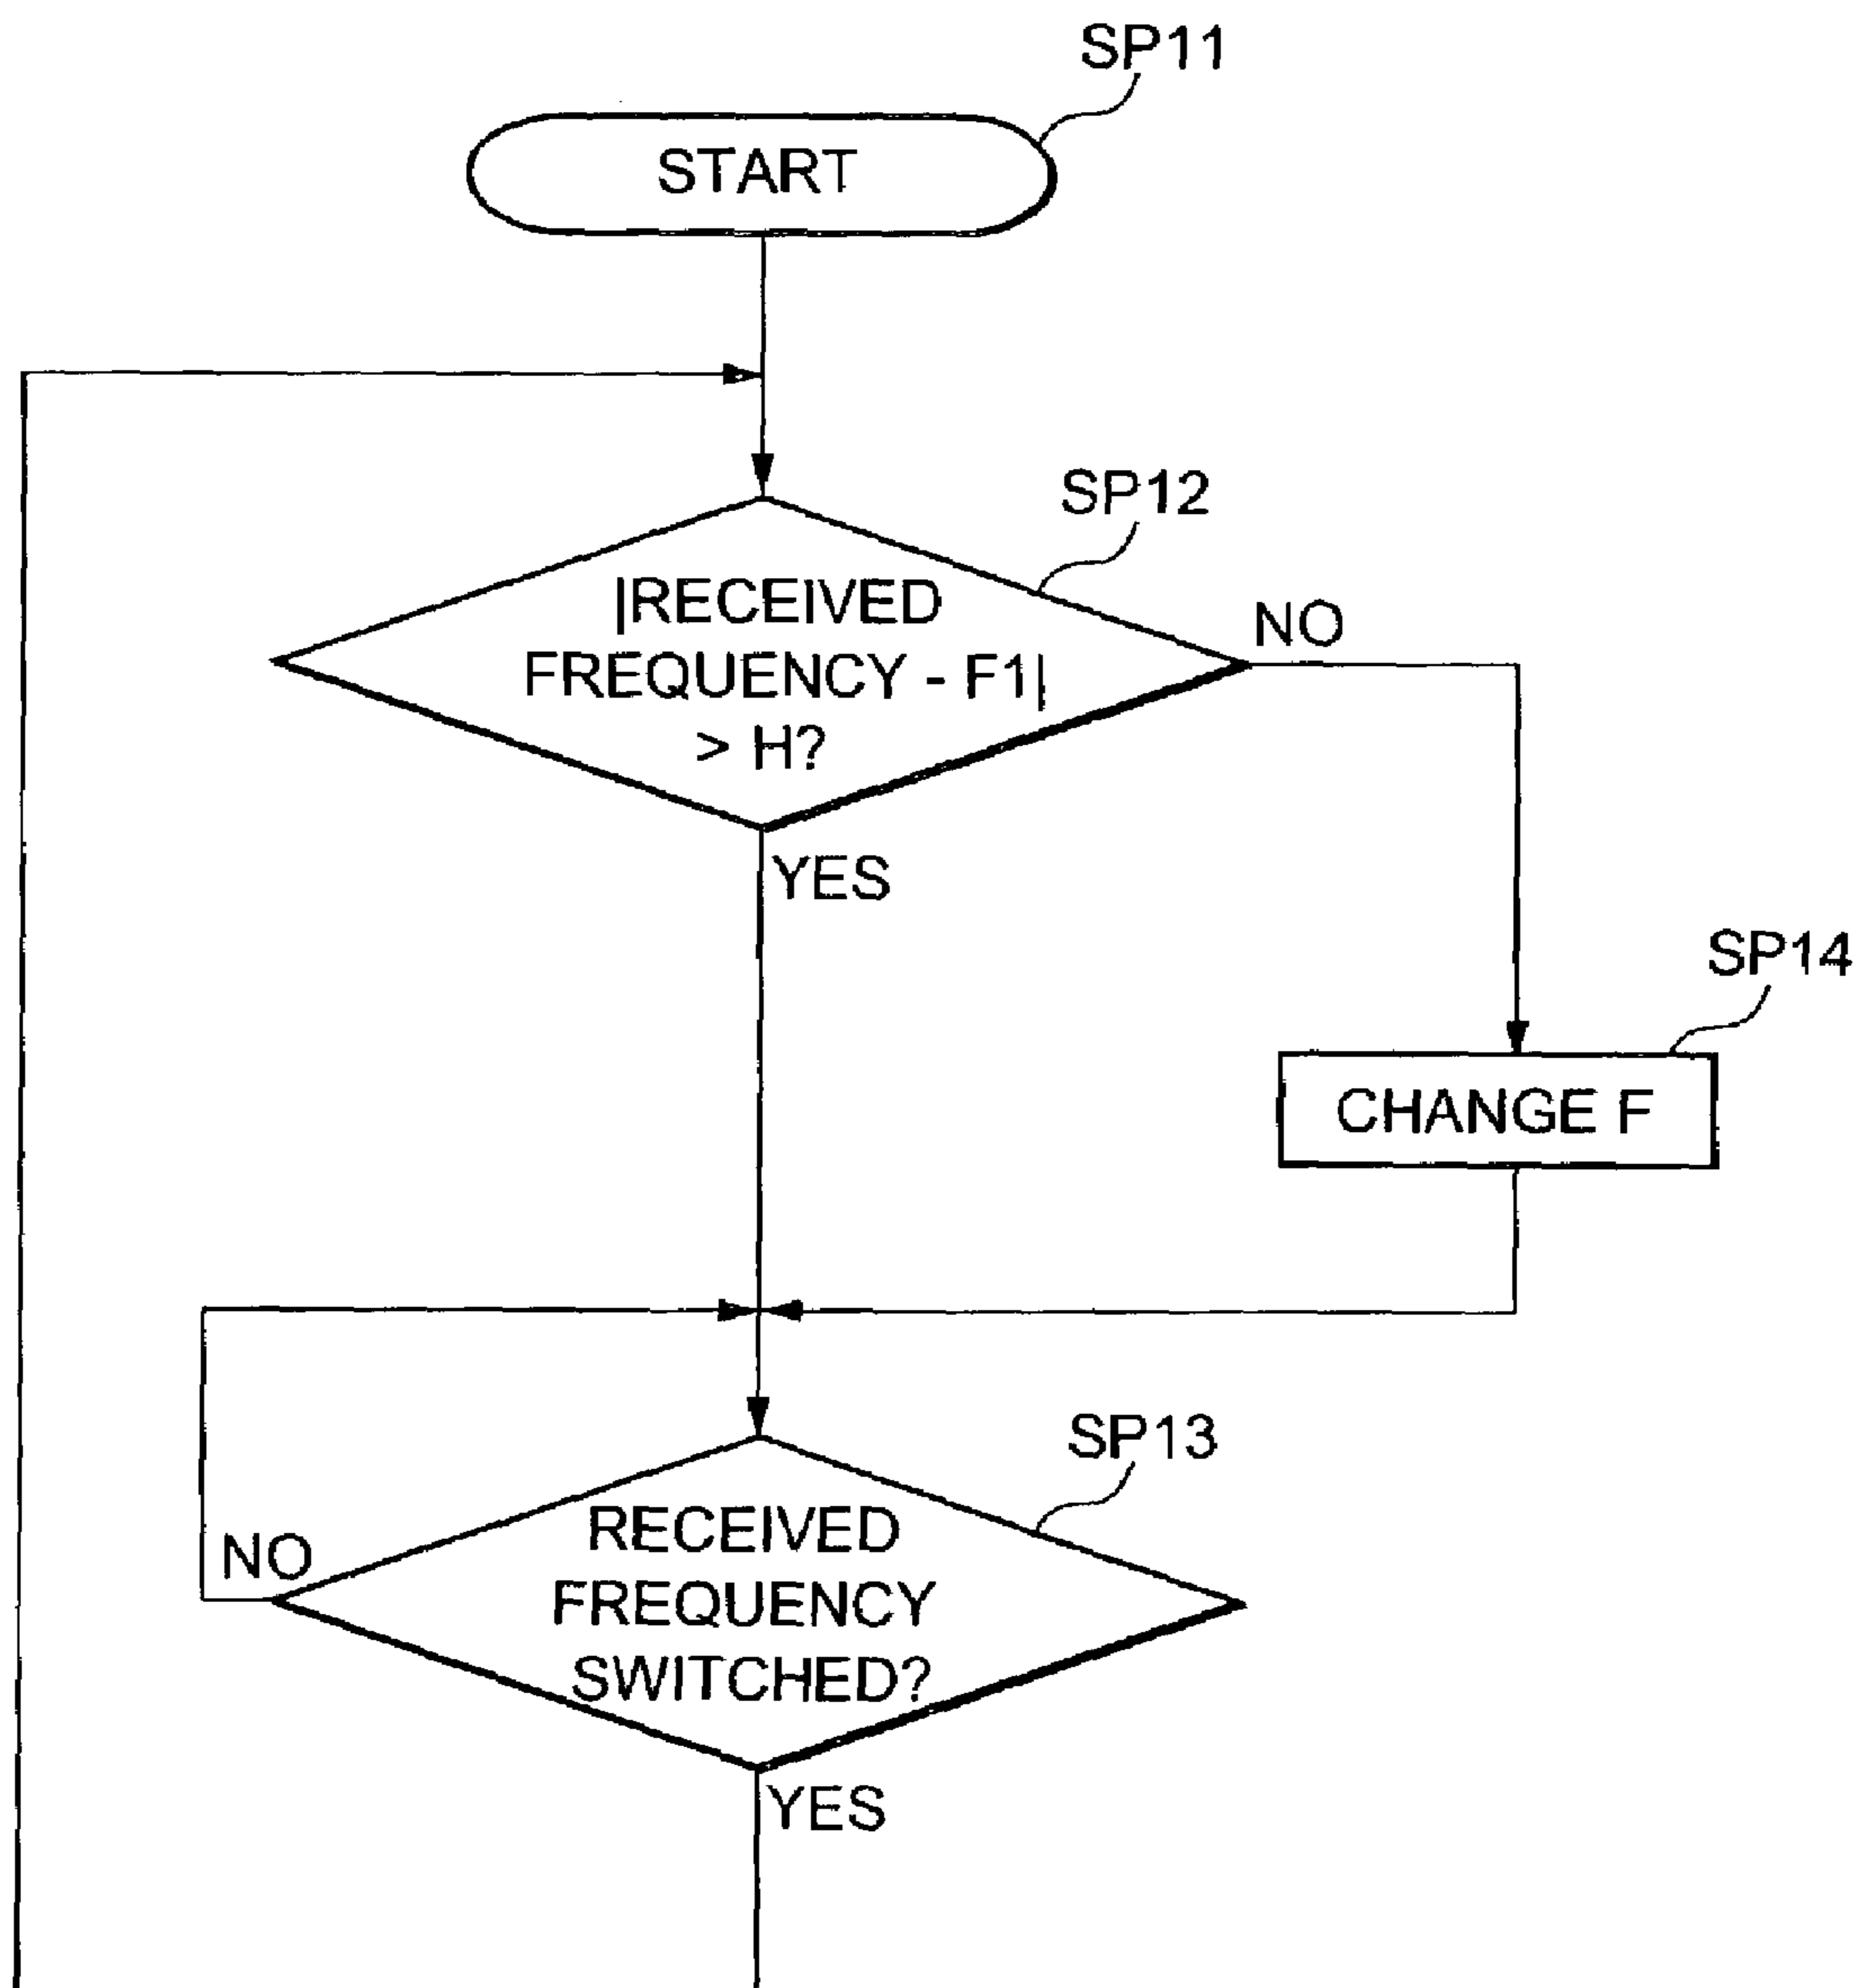 SP11
START
SP12
|RECEIVED
FREQUENCY - F1|
> H?
NO
YES
SP14
CHANGE F
SP13
RECEIVED
FREQUENCY
SWITCHED?
NO
YES